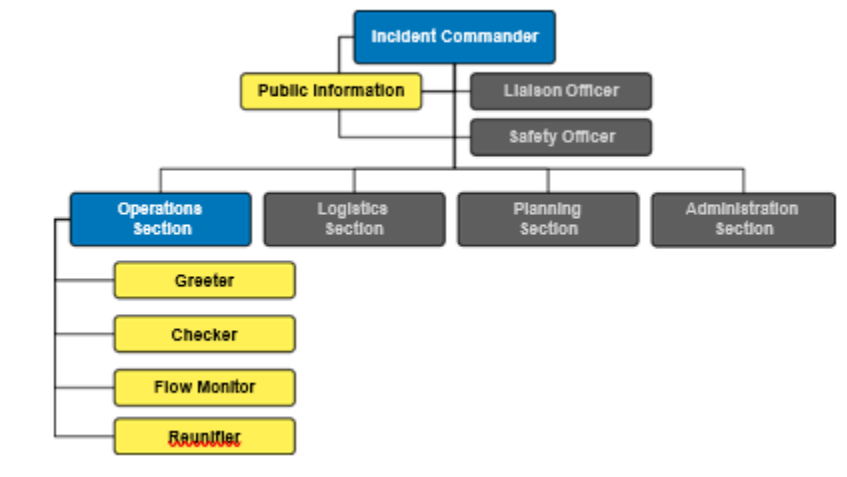 Incident Commander
Public Information
Liaison Officer
Safety Officer
Operations
Section
Logistics
Section
Planning
Section
Administration
Section
Greeter
Checker
Flow Monitor
Reunifier